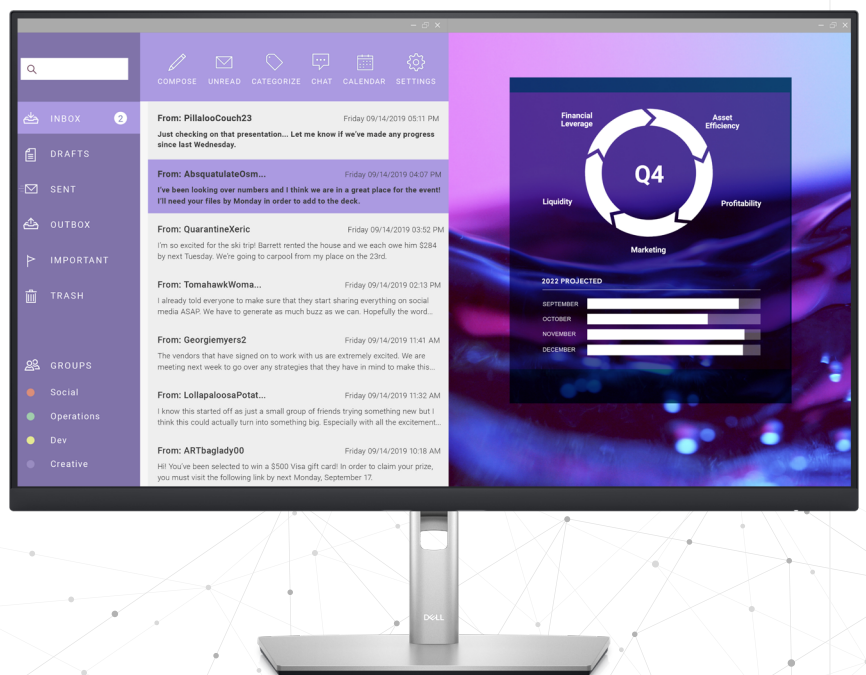 COMPOSE UNREAD CATEGORIZE CHAT CALENDAR SETTINGS
INBOX 2
DRAFTS
SENT
OUTBOX
IMPORTANT
TRASH
GROUPS
Social
Operations
Dev
Creative
From: PillalooCouch23 Friday 09/14/2019 05:11 PM
Just checking on that presentation... Let me know if we've made any progress
since last Wednesday.
From: AbsquatulateOsm... Friday 09/14/2019 04:07 PM
I've been looking over numbers and I think we are in a great place for the event!
I'll need your files by Monday in order to add to the deck.
From: QuarantineXeric Friday 09/14/2019 03:52 PM
I'm so excited for the ski trip! Barrett rented the house and we each owe him $284
by next Tuesday. We're going to carpool from my place on the 23rd.
From: TomahawkWoma... Friday 09/14/2019 02:13 PM
I already told everyone to make sure that they start sharing everything on social
media ASAP. We have to generate as much buzz as we can. Hopefully the word...
From: Georgiemyers2 Friday 09/14/2019 11:41 AM
The vendors that have signed on to work with us are extremely excited. We are
meeting next week to go over any strategies that they have in mind to make this...
From: LollapaloosaPotat... Friday 09/14/2019 11:32 AM
I know this started off as just a small group of friends trying something new but I
think this could actually turn into something big. Especially with all the excitement...
From: ARTbaglady00 Friday 09/14/2019 10:18 AM
Hi! You've been selected to win a $500 Visa gift card! In order to claim your prize,
you must visit the following link by next Monday, September 17.
Financial
Leverage
Asset
Efficiency
Q4
Liquidity
Profitability
Marketing
2022 PROJECTED
SEPTEMBER
OCTOBER
NOVEMBER
DECEMBER
DELL